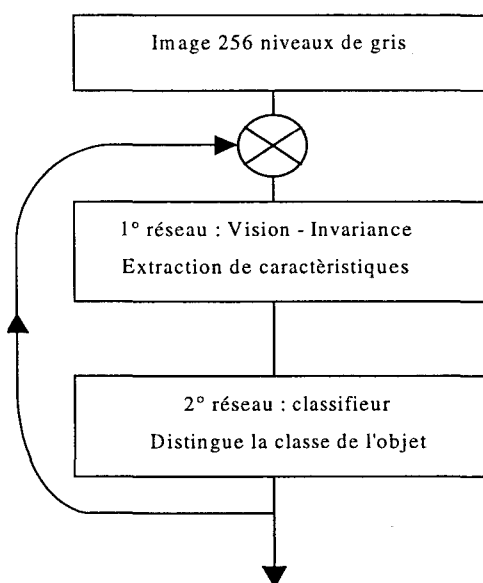 Image 256 niveaux de gris
1° réseau : Vision - Invariance
Extraction de caractèristiques
2° réseau : classifieur
Distingue la classe de l'objet